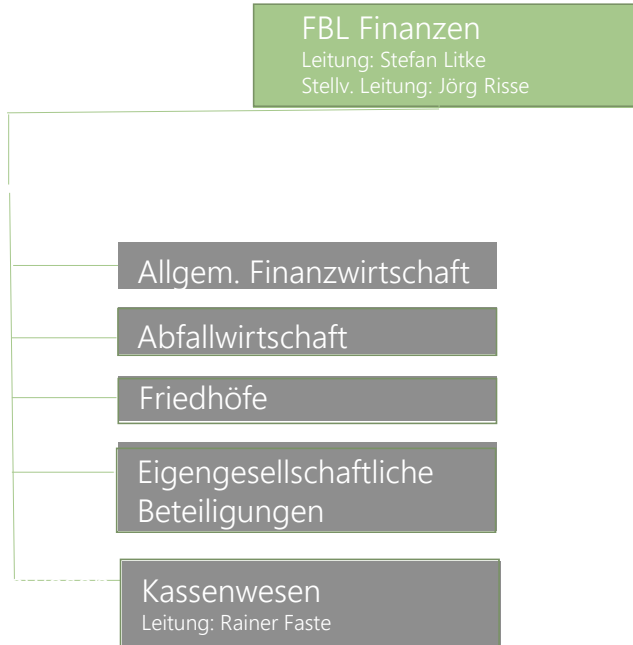 FBL Finanzen
Leitung: Stefan Litke
Stellv. Leitung: Jörg Risse
Allgem. Finanzwirtschaft
Abfallwirtschaft
Friedhöfe
Eigengesellschaftliche
Beteiligungen
Kassenwesen
Leitung: Rainer Faste